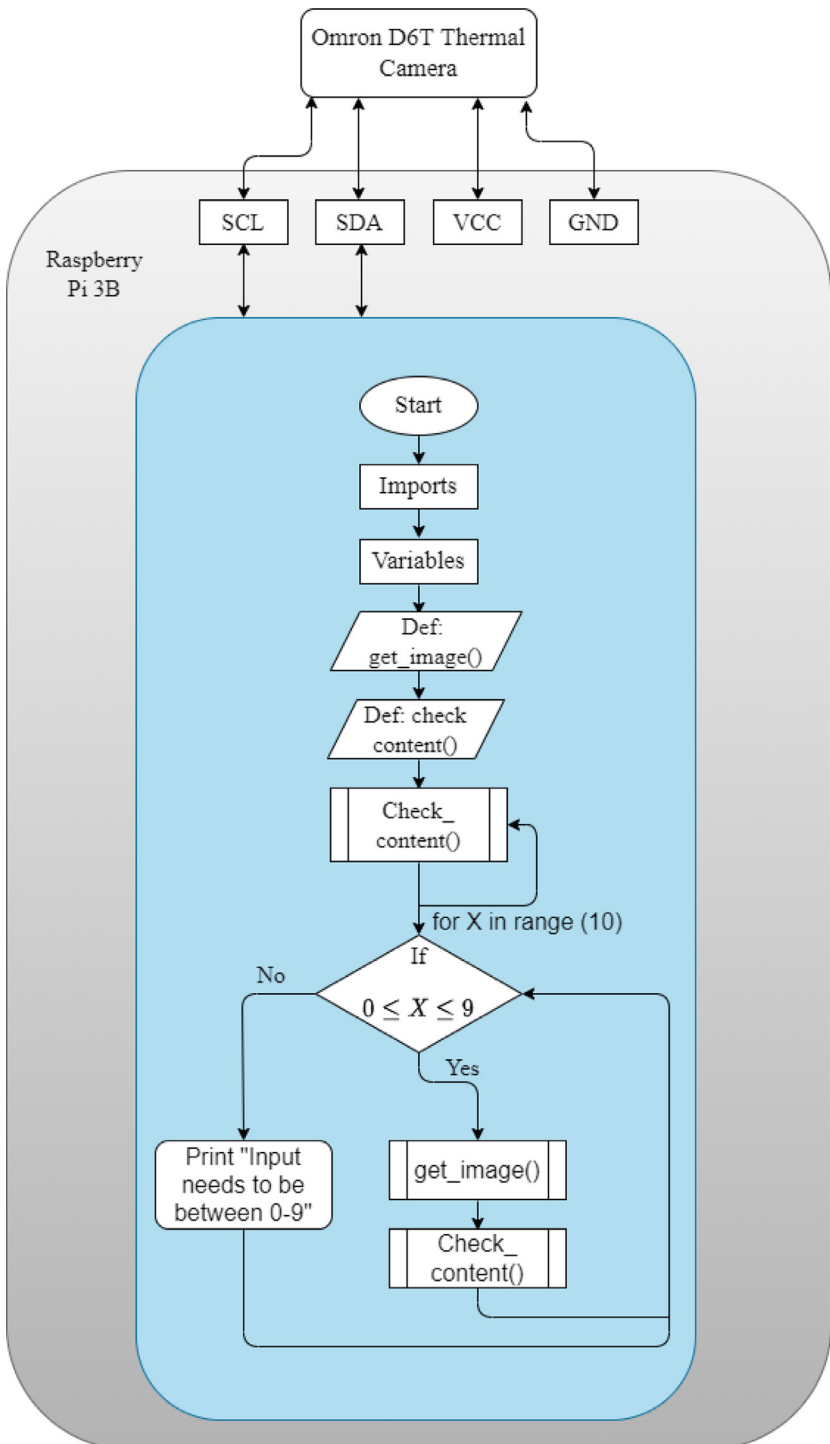 Omron D6T Thermal
Camera
SCL
SDA
VCC
GND
Raspberry
Pi 3B
Start
Imports
Variables
Def:
get_image()
Def: check
content()
Check_
content()
for X in range (10)
If
0 ≤ X ≤ 9
No
Yes
Print "Input
needs to be
between 0-9"
get_image()
Check_
content()